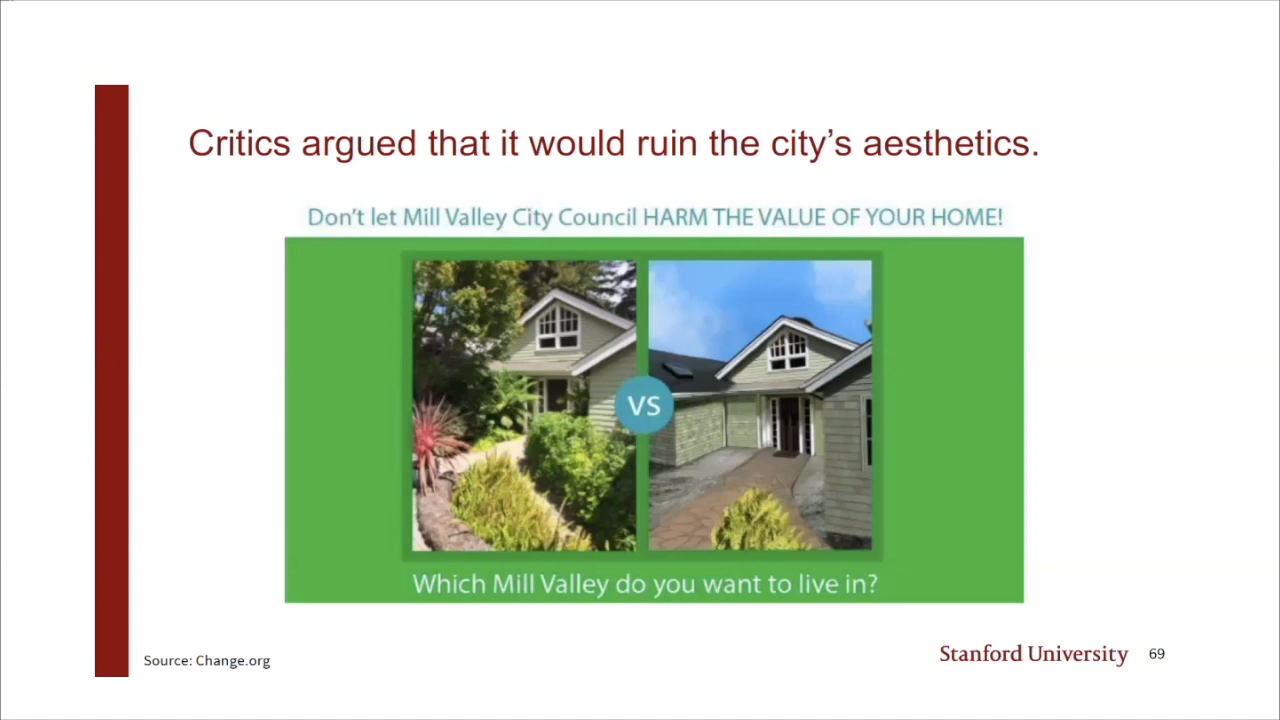 Critics argued that it would ruin the city’s aesthetics.
Don’t let Mill Valley City Council HARM THE VALUE OF YOUR HOME!
VS
Which Mill Valley do you want to live in?
Source: Change.org
Stanford University
69